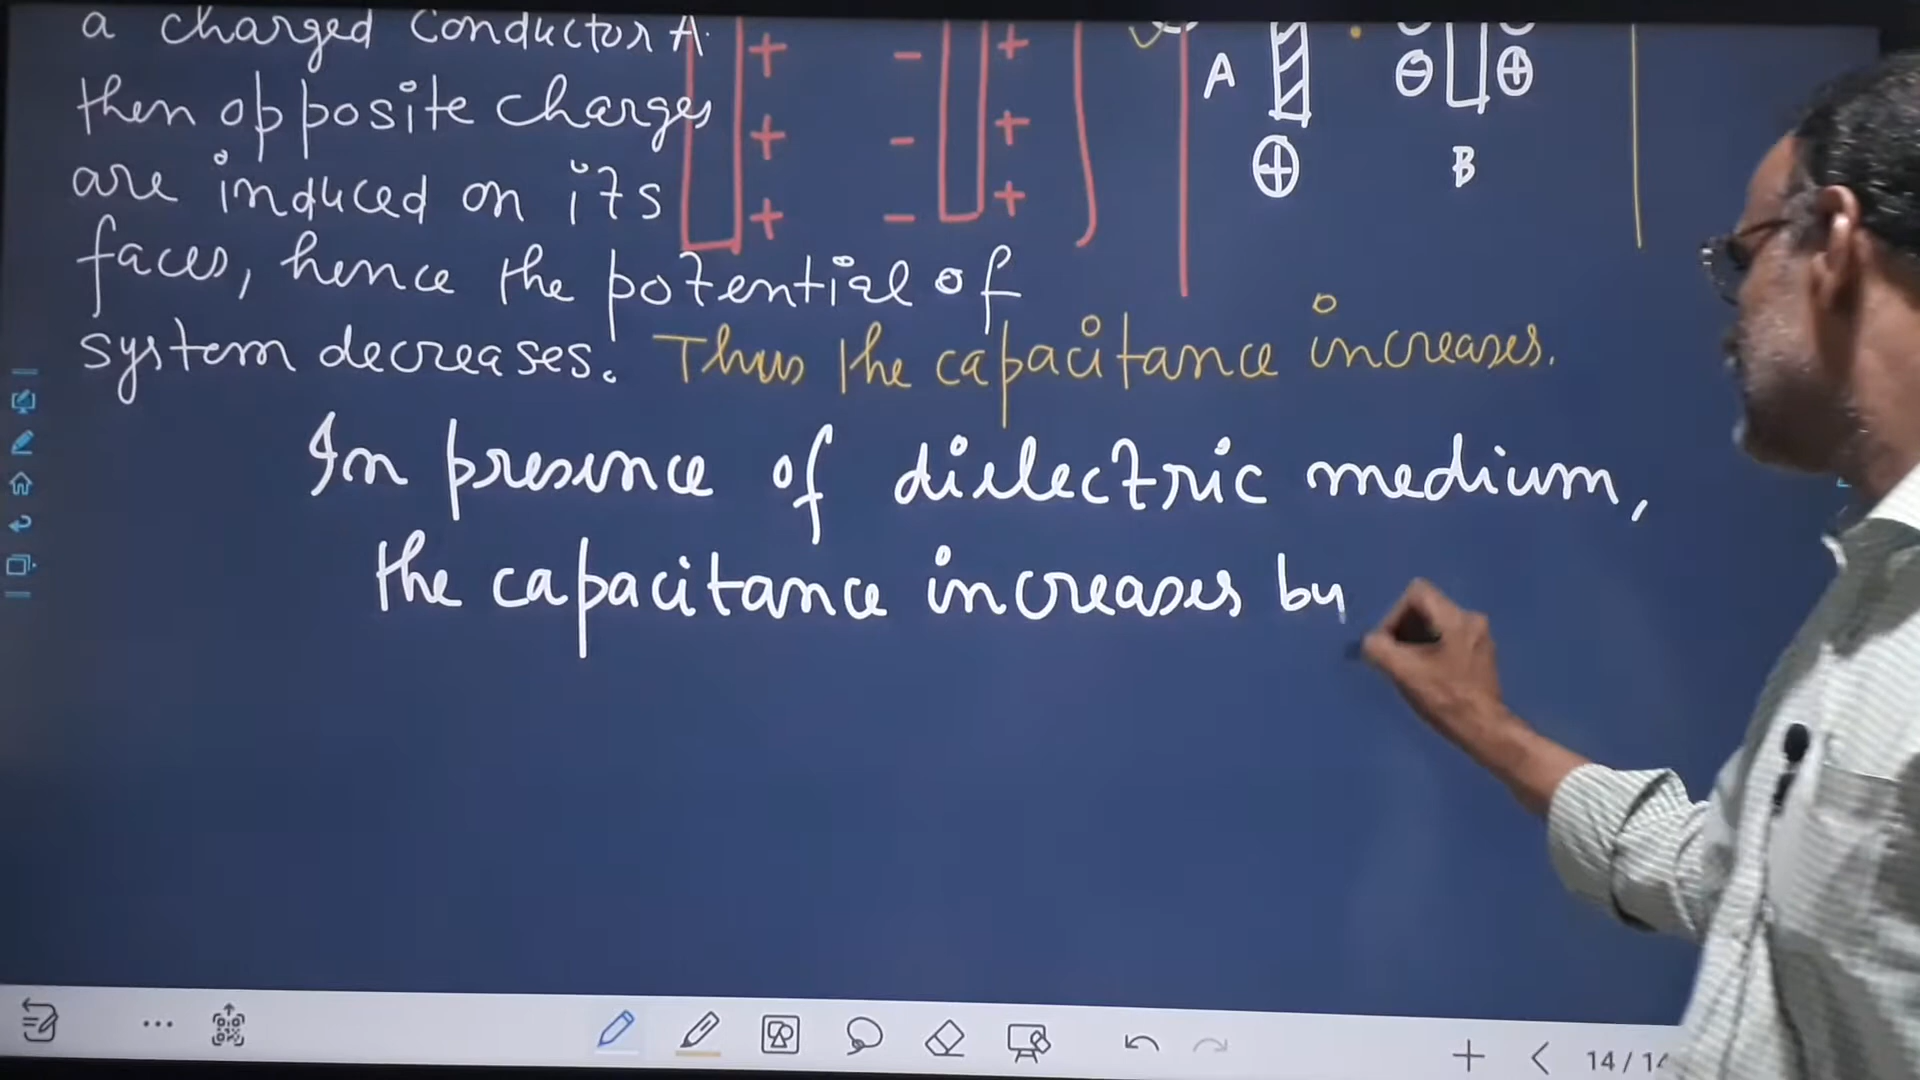 a charged conductor A.
then opposite charges
are induced on its
faces, hence the potential of
system decreases. Thus the capacitance increases.
In presence of dielectric medium,
the capacitance increases by
+ - +
+ - +
+ - +
A ⊖ ⊕
⊕ B
14/14